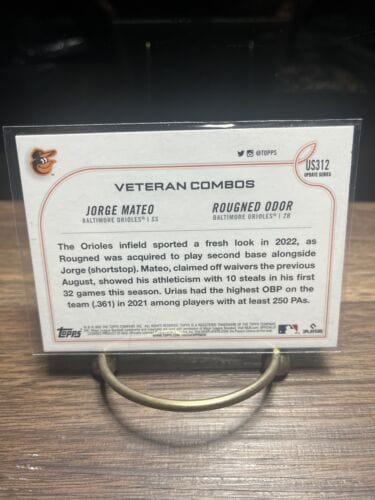 @TOPPS
US312
UPDATE SERIES
VETERAN COMBOS
JORGE MATEO
BALTIMORE ORIOLES® | SS
ROUGNED ODOR
BALTIMORE ORIOLES® | 2B
The Orioles infield sported a fresh look in 2022, as
Rougned was acquired to play second base alongside
Jorge (shortstop). Mateo, claimed off waivers the previous
August, showed his athleticism with 10 steals in his first
32 games this season. Urias had the highest OBP on the
team (.361) in 2021 among players with at least 250 PAs.
Topps
PLAYERS